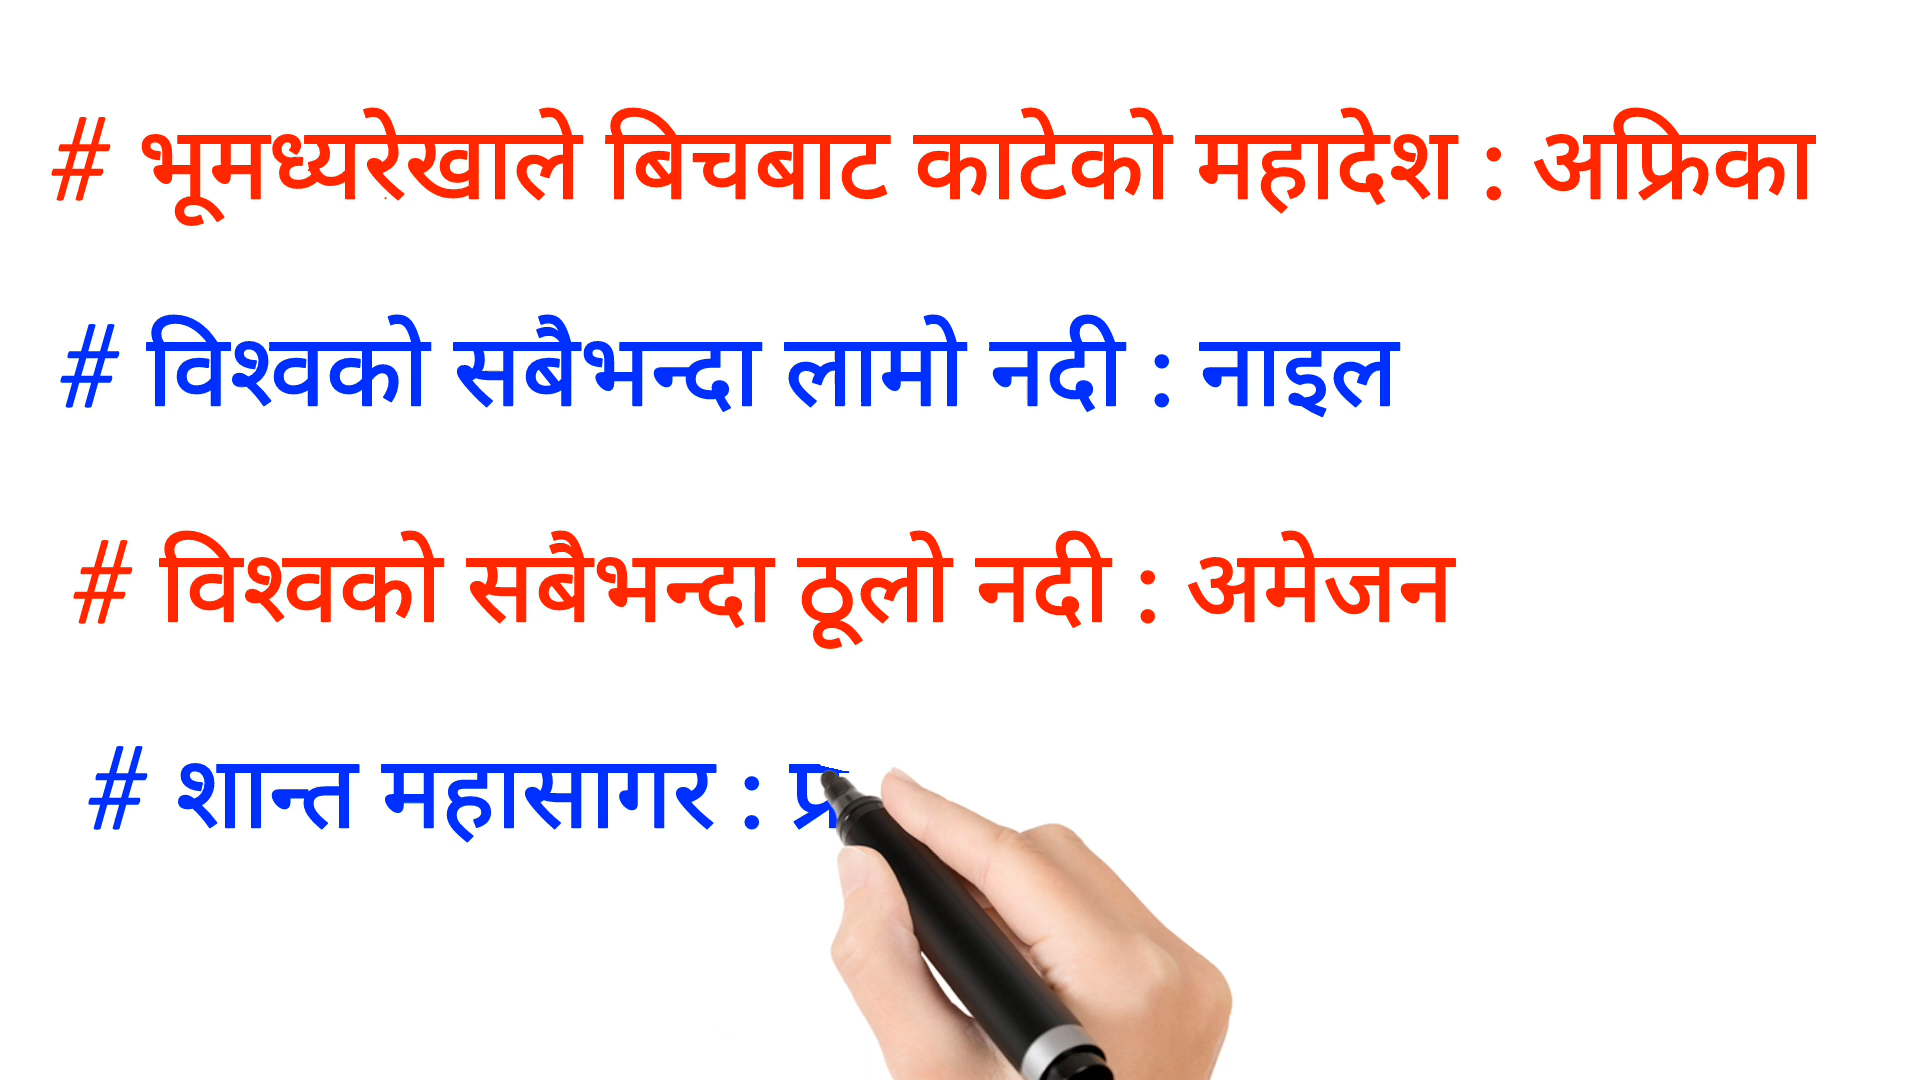 # भूमध्यरेखाले बिचबाट काटेको महादेश : अफ्रिका
# विश्वको सबैभन्दा लामो नदी : नाइल
# विश्वको सबैभन्दा ठूलो नदी : अमेजन
# शान्त महासागर : प्र